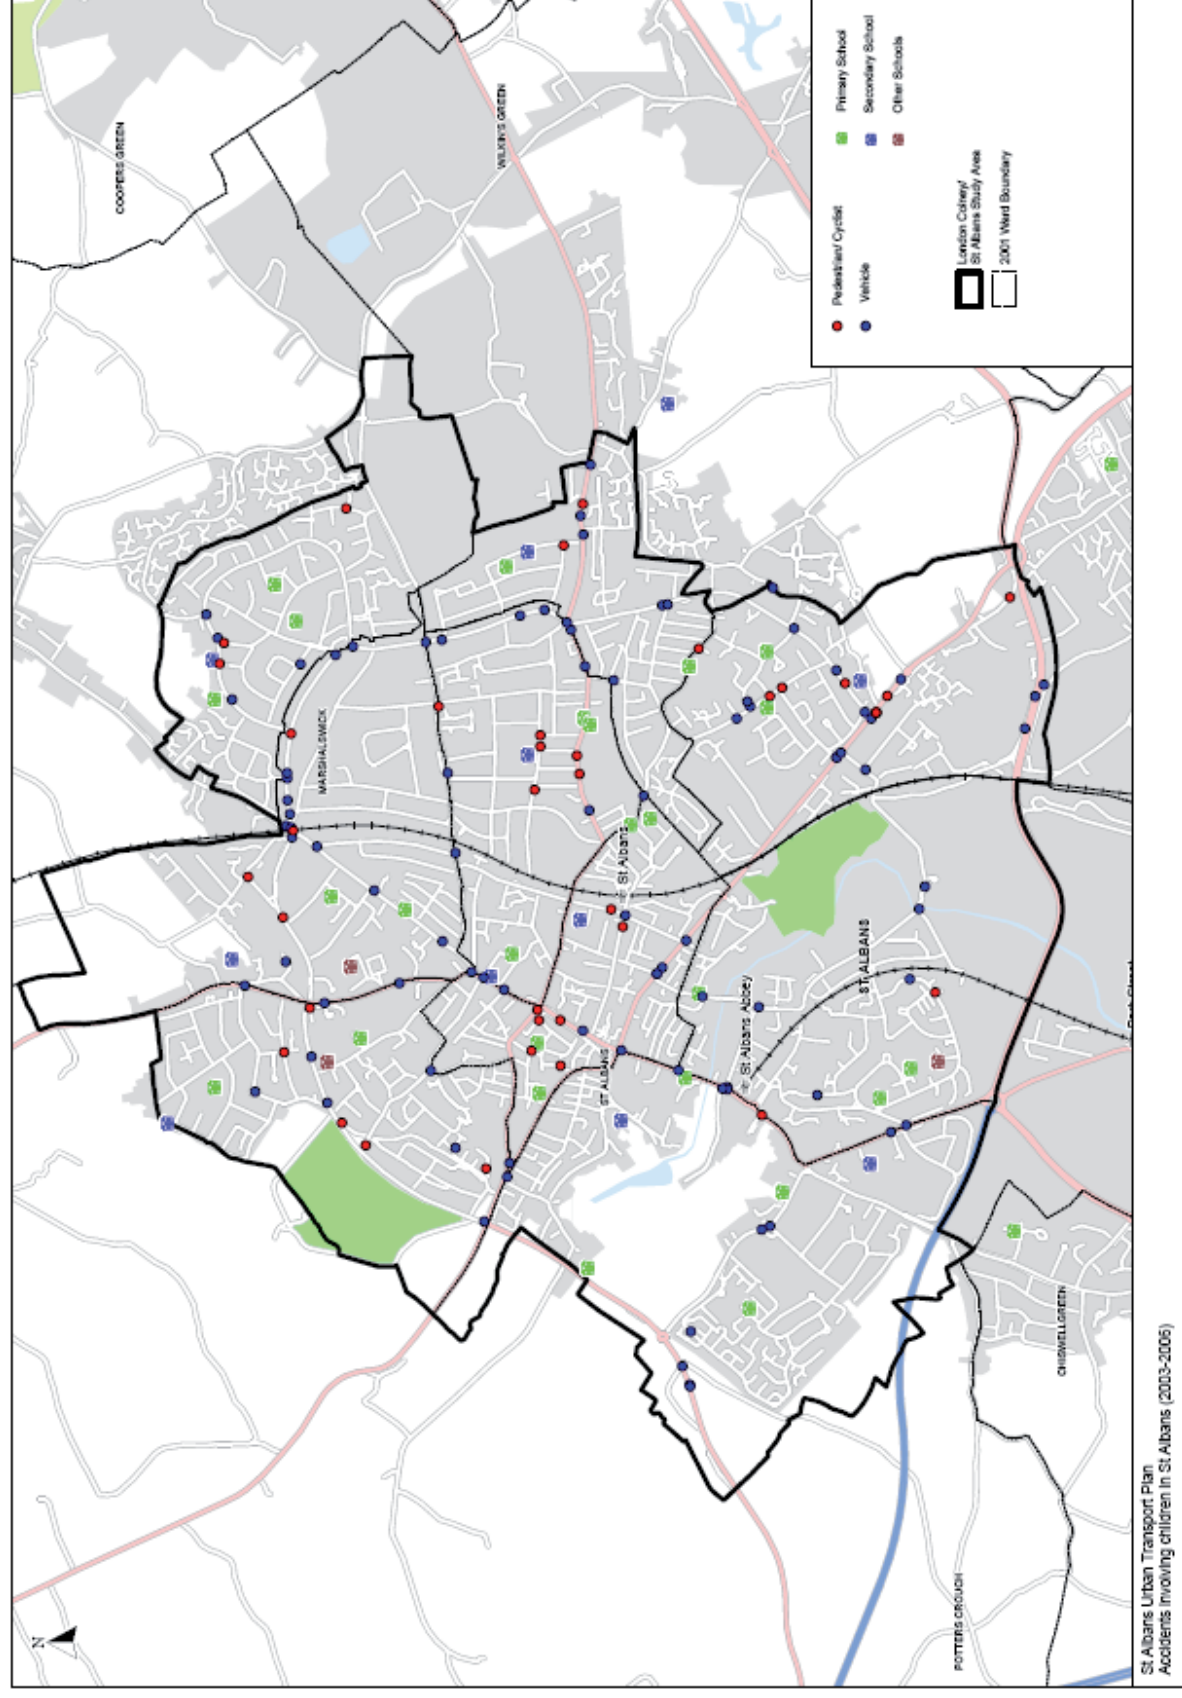 N
COOPERS GREEN
WILKINS GREEN
MARSHALSWICK
St Albans
ST ALBANS
St Albans Abbey
ST ALBANS
CHISWELLGREEN
POTTERS CROUCH
Pedestrian/ Cyclist
Vehicle
Primary School
Secondary School
Other Schools
London Colney/
St Albans Study Area
2001 Ward Boundary
St Albans Urban Transport Plan
Accidents involving children in St Albans (2003-2006)